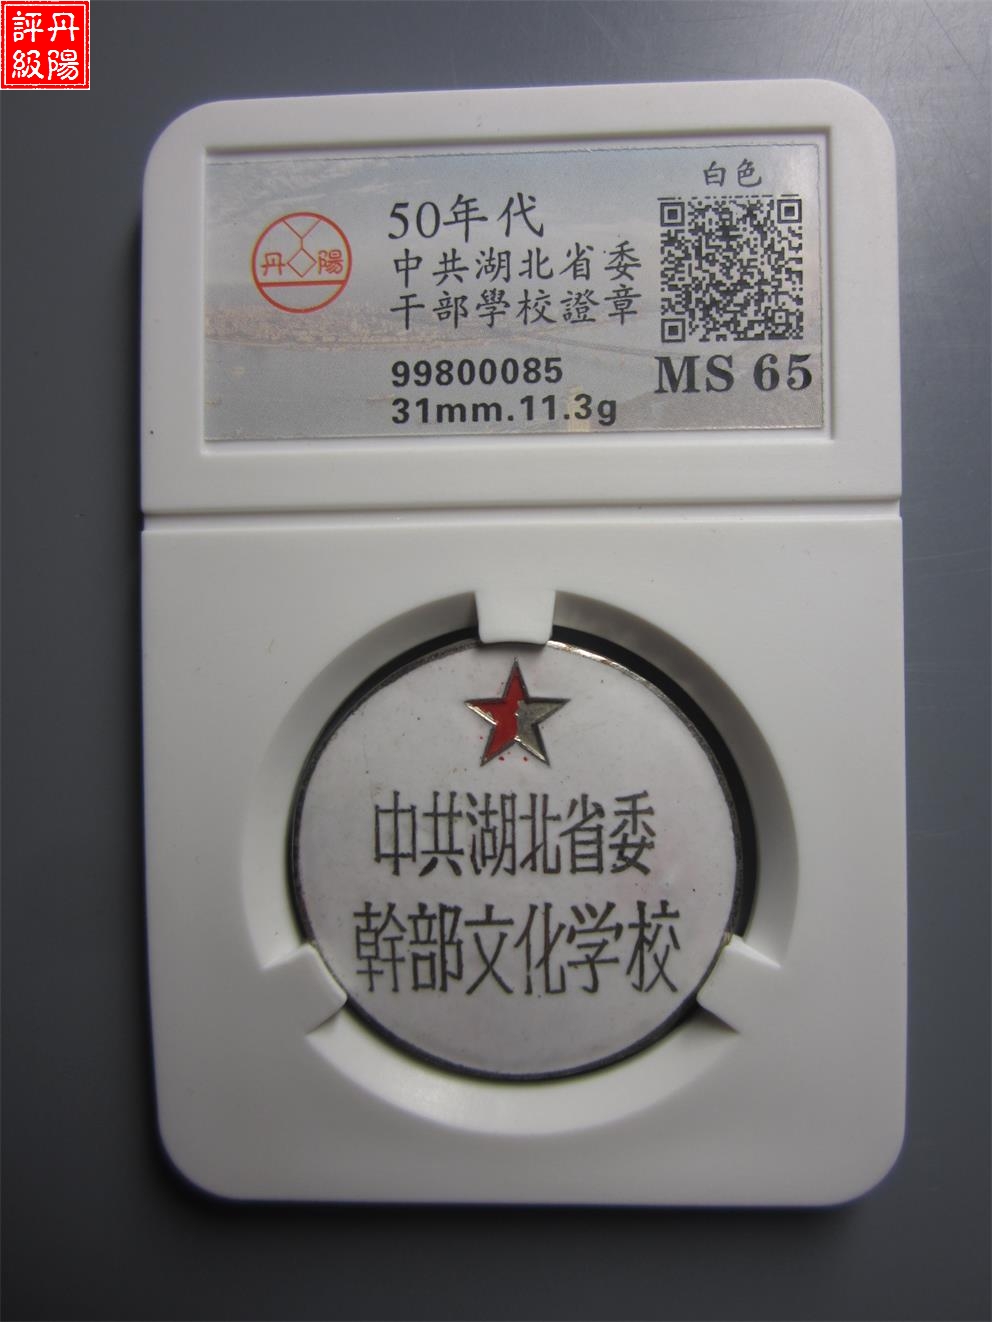 丹陽
評級
白色
50年代
中共湖北省委
干部學校證章
丹陽
99800085
31mm.11.3g
MS 65
中共湖北省委
幹部文化学校